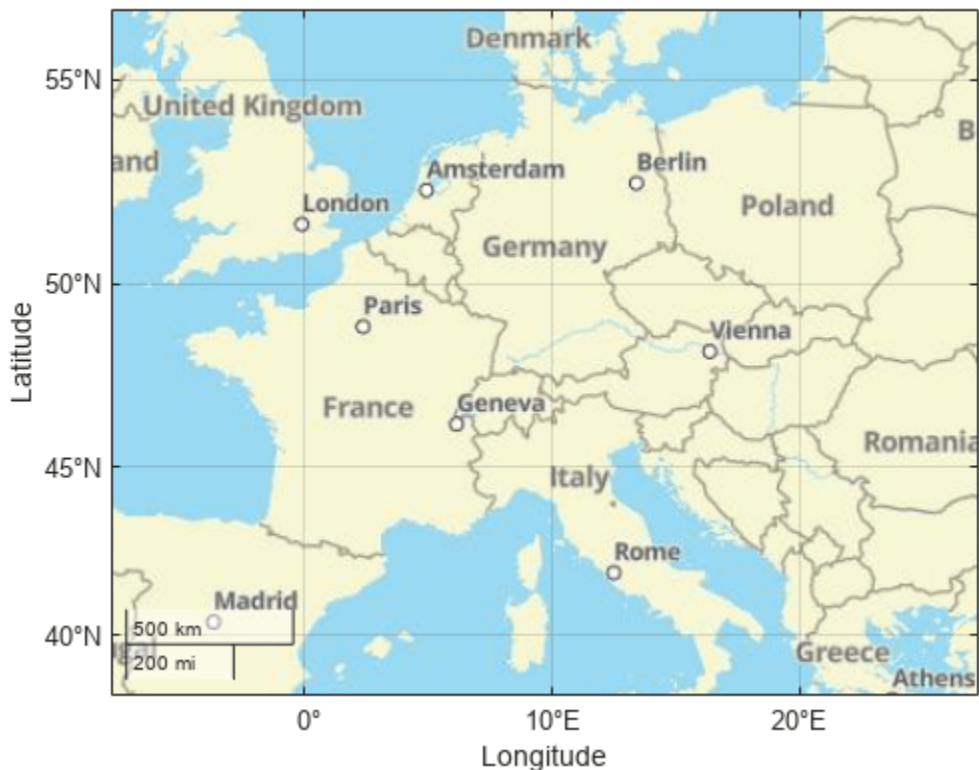 Denmark
55°N
United Kingdom
and
B
Amsterdam
Berlin
London
Poland
Germany
50°N
Paris
Vienna
Latitude
France
Geneva
Romania
45°N
Italy
Rome
Madrid
500 km
40°N
gal
200 mi
Greece
Athens
0°
10°E
20°E
Longitude